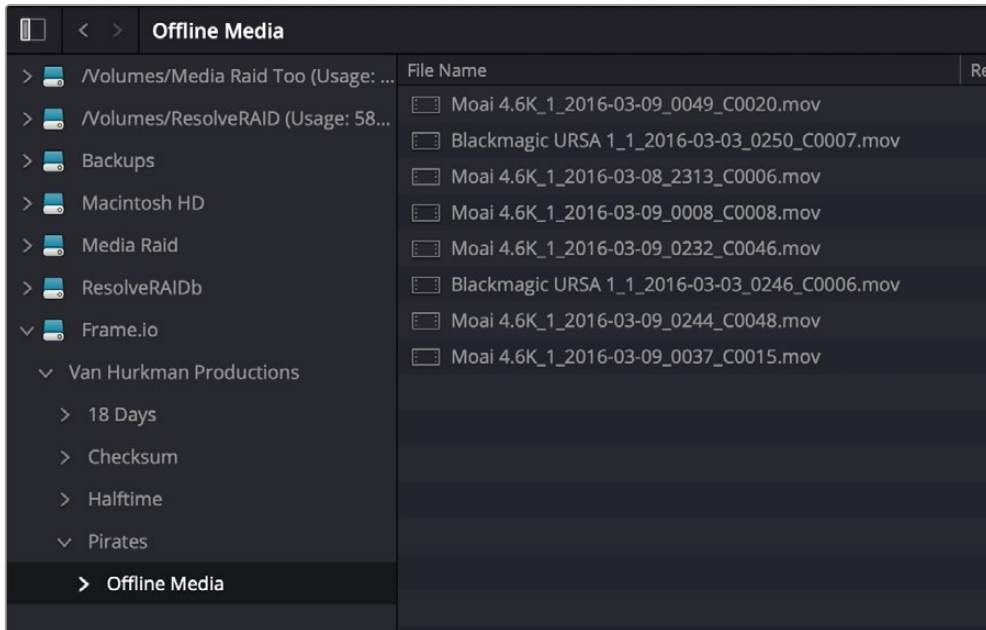 Offline Media
/Volumes/Media Raid Too (Usage: ...
/Volumes/ResolveRAID (Usage: 58...
Backups
Macintosh HD
Media Raid
ResolveRAIDb
Frame.io
Van Hurkman Productions
18 Days
Checksum
Halftime
Pirates
Offline Media
File Name
Re
Moai 4.6K_1_2016-03-09_0049_C0020.mov
Blackmagic URSA 1_1_2016-03-03_0250_C0007.mov
Moai 4.6K_1_2016-03-08_2313_C0006.mov
Moai 4.6K_1_2016-03-09_0008_C0008.mov
Moai 4.6K_1_2016-03-09_0232_C0046.mov
Blackmagic URSA 1_1_2016-03-03_0246_C0006.mov
Moai 4.6K_1_2016-03-09_0244_C0048.mov
Moai 4.6K_1_2016-03-09_0037_C0015.mov